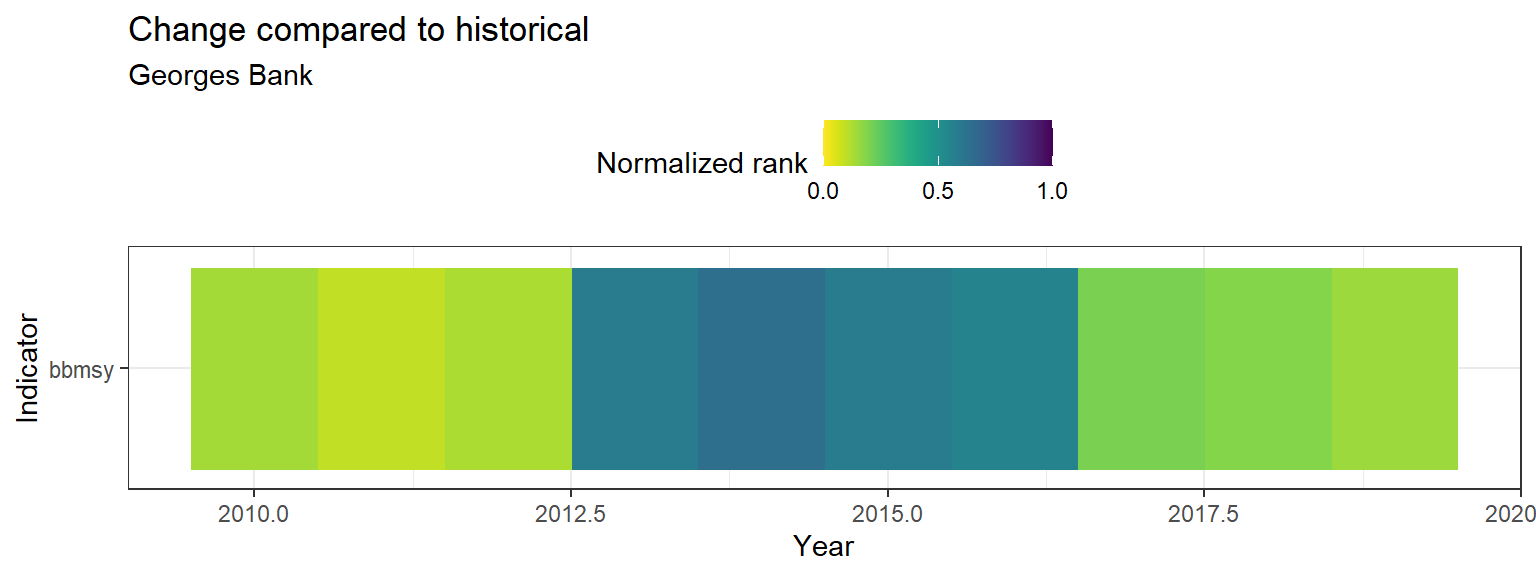 Change compared to historical
Georges Bank
Normalized rank
0.0 0.5 1.0
Indicator
bbmsy
2010.0 2012.5 2015.0 2017.5 2020
Year